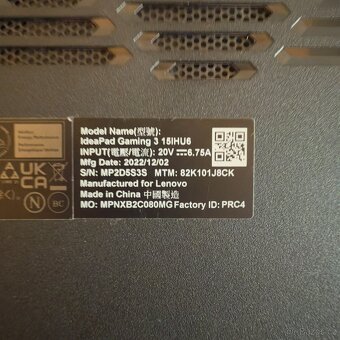 Model Name(型號):
IdeaPad Gaming 3 15IHU6
INPUT(電壓/電流): 20V⎓6.75A
Mfg Date: 2022/12/02
S/N: MP2D5S3S MTM: 82K101J8CK
Manufactured for Lenovo
Made in China 中國製造
MO: MPNXB2C080MG Factory ID: PRC4
UK
CA
N
BC